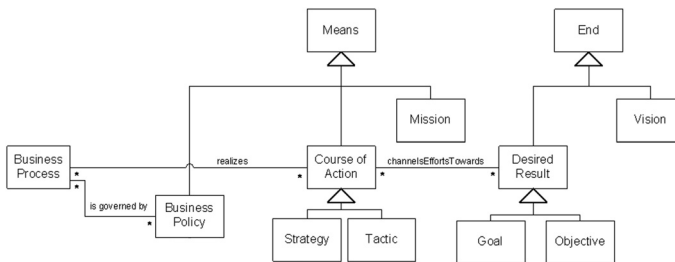 Means
End
Mission
Vision
Business
Process
*
*
realizes
*
Course of
Action
*
channelsEffortsTowards
*
Desired
Result
is governed by
*
Business
Policy
Strategy
Tactic
Goal
Objective